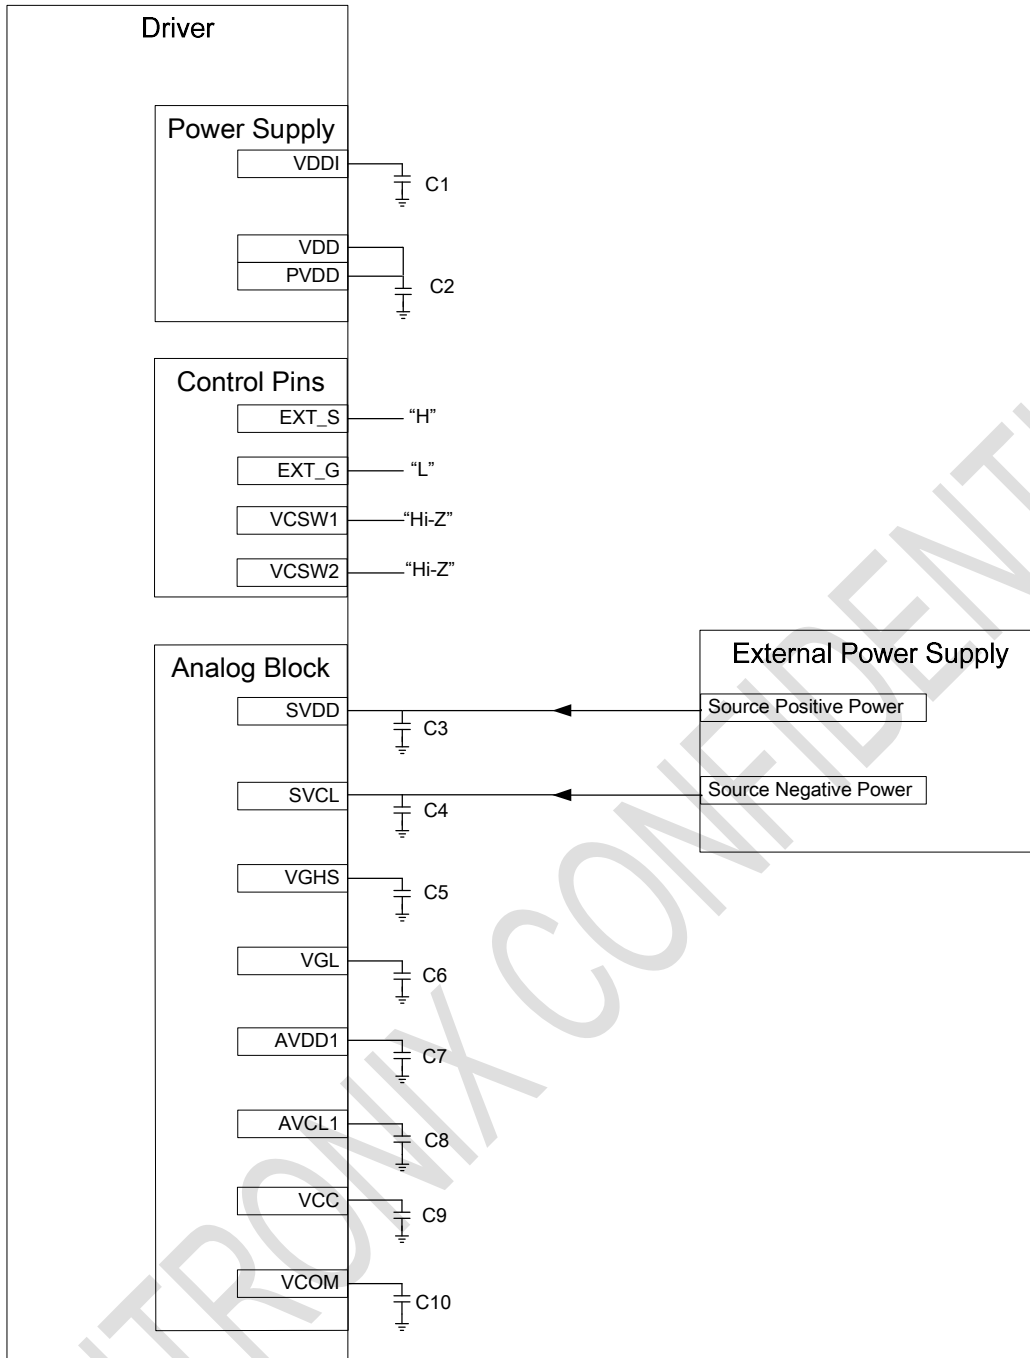 Driver
Power Supply
VDDI
C1
VDD
PVDD
C2
Control Pins
EXT_S
“H”
EXT_G
“L”
VCSW1
“Hi-Z”
VCSW2
“Hi-Z”
Analog Block
External Power Supply
SVDD
C3
Source Positive Power
SVCL
C4
Source Negative Power
VGHS
C5
VGL
C6
AVDD1
C7
AVCL1
C8
VCC
C9
VCOM
C10
NTRONIX CONFIDENT